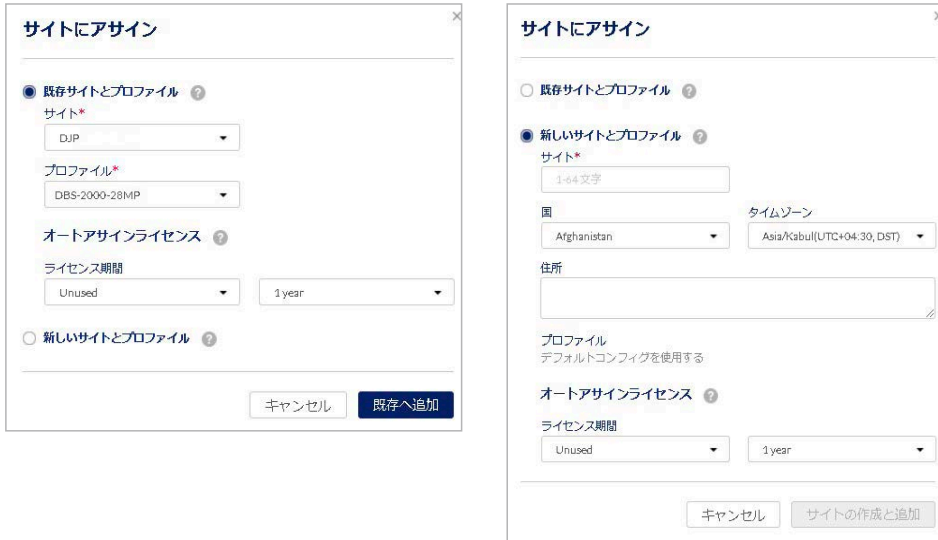 サイトにアサイン
既存サイトとプロファイル ?
サイト*
DJP
プロファイル*
DBS-2000-28MP
オートアサインライセンス ?
ライセンス期間
Unused 1 year
新しいサイトとプロファイル ?
キャンセル 既存へ追加
サイトにアサイン
既存サイトとプロファイル ?
新しいサイトとプロファイル ?
サイト*
1-64 文字
国 タイムゾーン
Afghanistan Asia/Kabul(UTC+04:30, DST)
住所
プロファイル
デフォルトコンフィグを使用する
オートアサインライセンス ?
ライセンス期間
Unused 1 year
キャンセル サイトの作成と追加